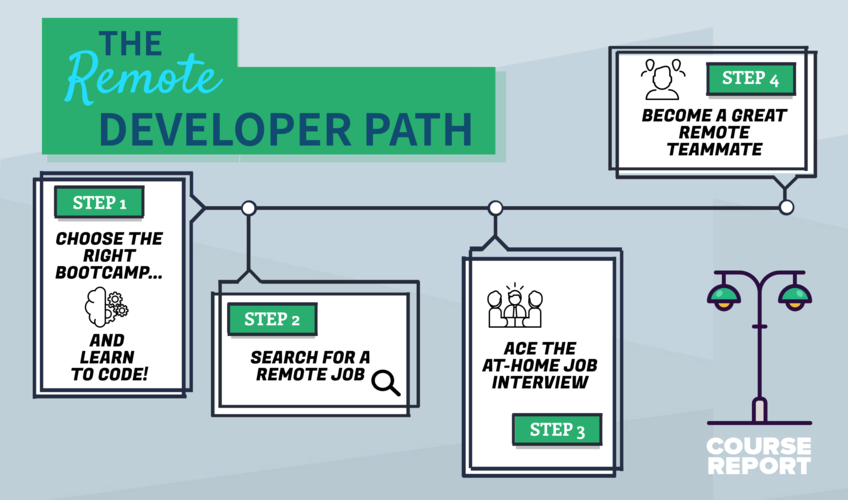 THE
Remote
DEVELOPER PATH
STEP 1
CHOOSE THE
RIGHT
BOOTCAMP...
AND
LEARN
TO CODE!
STEP 2
SEARCH FOR A
REMOTE JOB
ACE THE
AT-HOME JOB
INTERVIEW
STEP 3
STEP 4
BECOME A GREAT
REMOTE
TEAMMATE
COURSE
REPORT